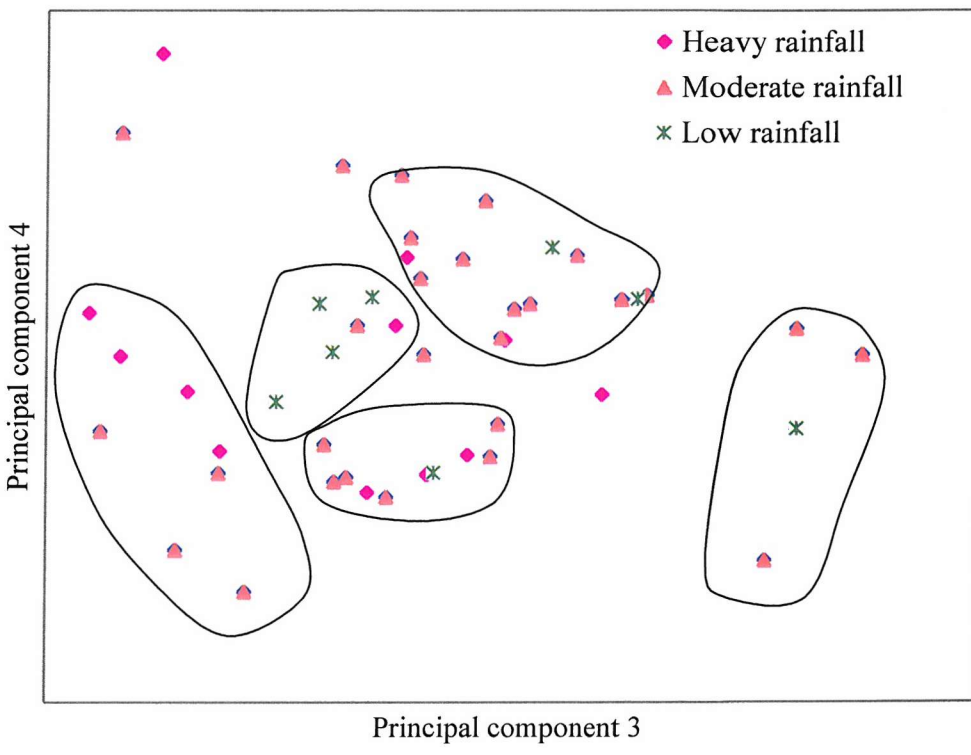 Heavy rainfall
Moderate rainfall
Low rainfall
Principal component 4
Principal component 3